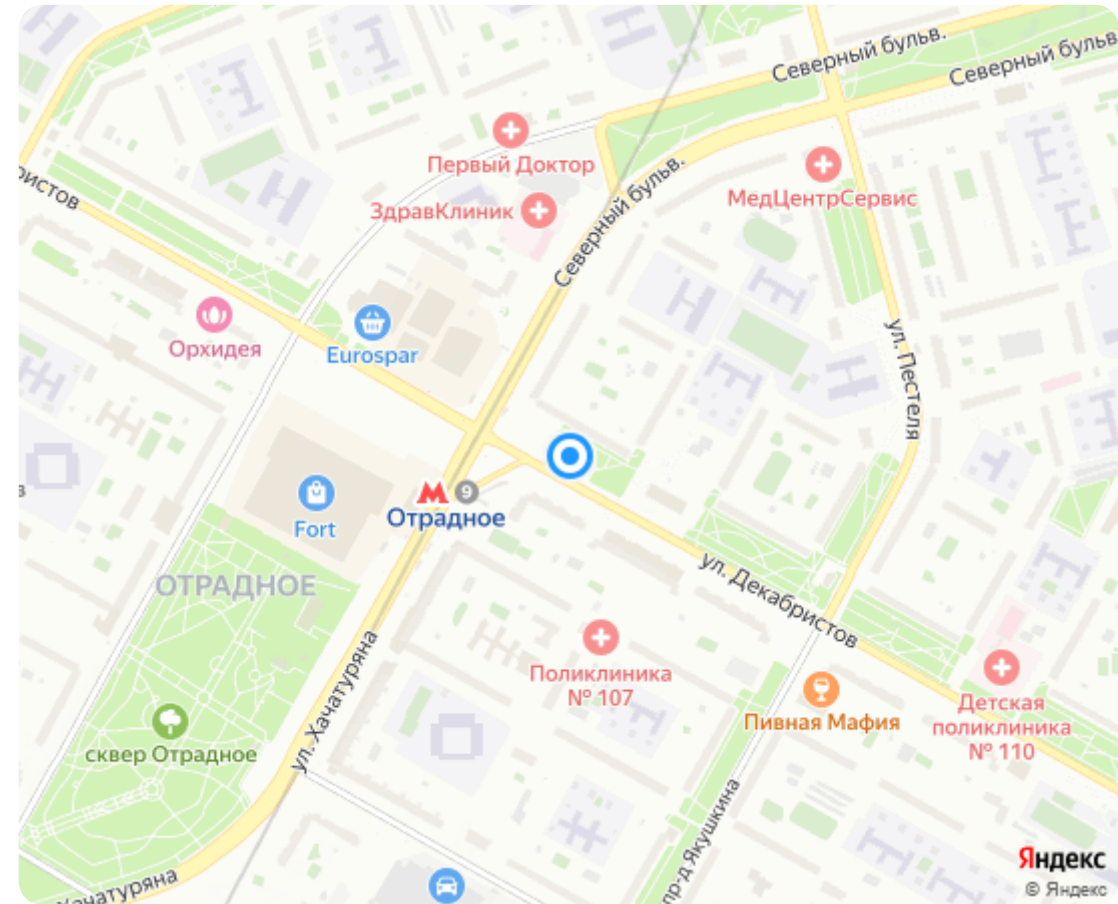 Северный бульв.
Северный бульв.
Первый Доктор
МедЦентрСервис
ристов
ЗдравКлиник
Северный бульв.
Орхидея
Eurospar
ул. Пестеля
9
Отрадное
Fort
ОТРАДНОЕ
ул. Декабристов
Поликлиника
№ 107
ул. Хачатуряна
сквер Отрадное
Пивная Мафия
Детская
поликлиника
№ 110
пр-д Якушкина
Хачатуряна
Яндекс
© Яндекс